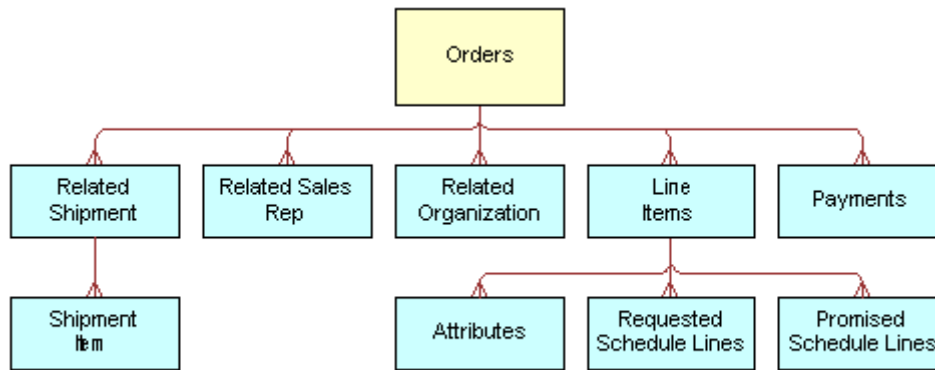 Orders
Related
Shipment
Related Sales
Rep
Related
Organization
Line
Items
Payments
Shipment
Item
Attributes
Requested
Schedule Lines
Promised
Schedule Lines